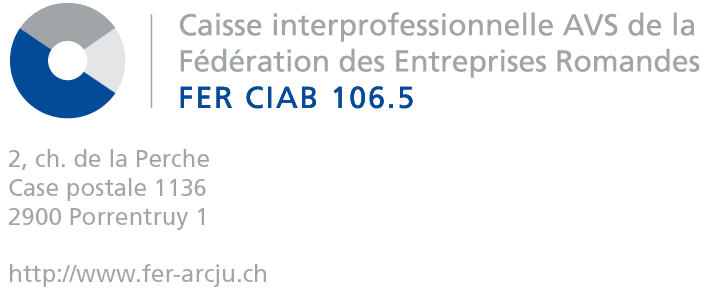 Caisse interprofessionnelle AVS de la
Fédération des Entreprises Romandes
FER CIAB 106.5
2, ch. de la Perche
Case postale 1136
2900 Porrentruy 1
http://www.fer-arcju.ch